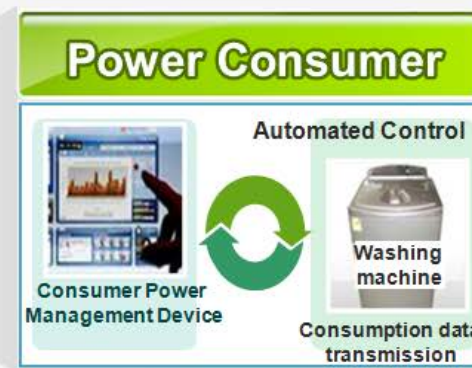 Power Consumer
Automated Control
Consumer Power
Management Device
Washing
machine
Consumption data
transmission